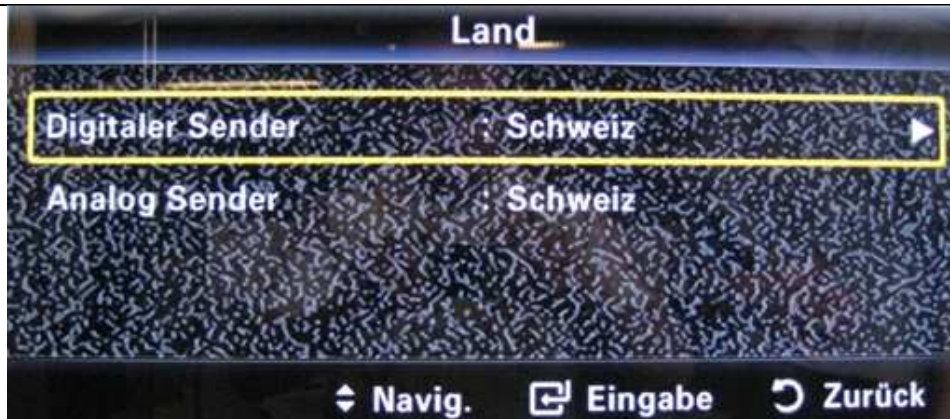 Land
Digitaler Sender : Schweiz
Analog Sender : Schweiz
Navig. Eingabe Zurück